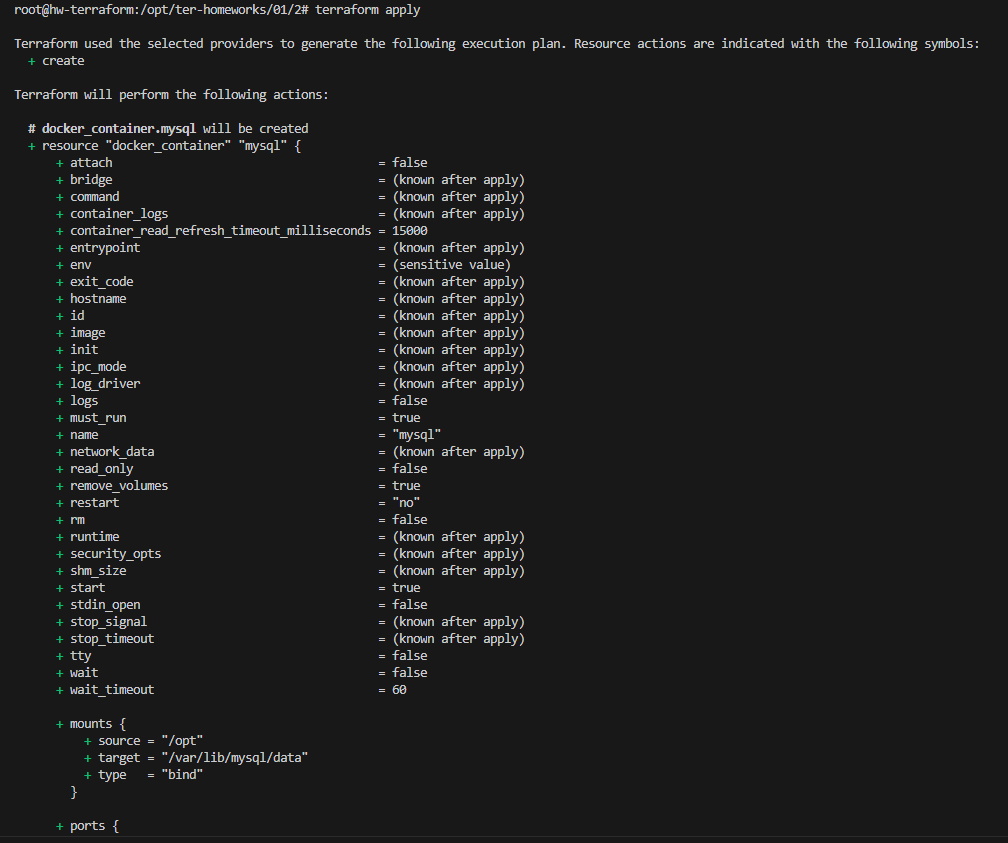 root@hw-terraform:/opt/ter-homeworks/01/2# terraform apply
Terraform used the selected providers to generate the following execution plan. Resource actions are indicated with the following symbols:
+ create
Terraform will perform the following actions:
# docker_container.mysql will be created
+ resource "docker_container" "mysql" {
+ attach = false
+ bridge = (known after apply)
+ command = (known after apply)
+ container_logs = (known after apply)
+ container_read_refresh_timeout_milliseconds = 15000
+ entrypoint = (known after apply)
+ env = (sensitive value)
+ exit_code = (known after apply)
+ hostname = (known after apply)
+ id = (known after apply)
+ image = (known after apply)
+ init = (known after apply)
+ ipc_mode = (known after apply)
+ log_driver = (known after apply)
+ logs = false
+ must_run = true
+ name = "mysql"
+ network_data = (known after apply)
+ read_only = false
+ remove_volumes = true
+ restart = "no"
+ rm = false
+ runtime = (known after apply)
+ security_opts = (known after apply)
+ shm_size = (known after apply)
+ start = true
+ stdin_open = false
+ stop_signal = (known after apply)
+ stop_timeout = (known after apply)
+ tty = false
+ wait = false
+ wait_timeout = 60
+ mounts {
+ source = "/opt"
+ target = "/var/lib/mysql/data"
+ type = "bind"
}
+ ports {